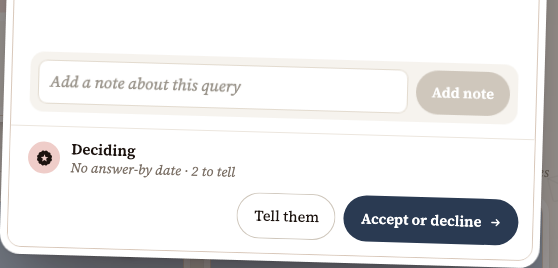 Add a note about this query
Add note
Deciding
No answer-by date · 2 to tell
Tell them
Accept or decline →